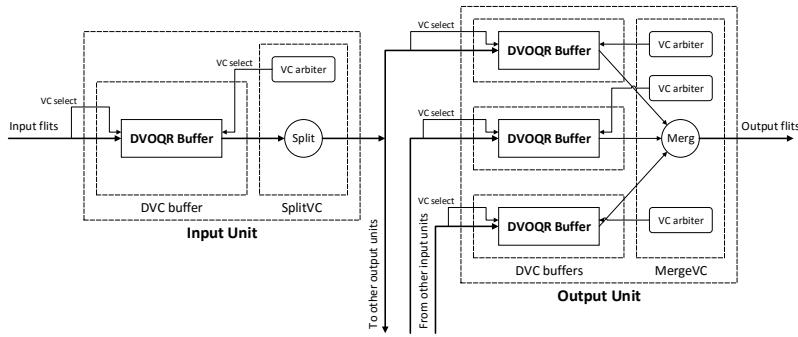 VC select
Input flits
DVOQR Buffer
VC select
VC arbiter
Split
DVC buffer
SplitVC
Input Unit
To other output units
From other input units
VC select
DVOQR Buffer
VC arbiter
VC select
DVOQR Buffer
VC arbiter
Merg
Output flits
VC select
DVOQR Buffer
VC arbiter
DVC buffers
MergeVC
Output Unit